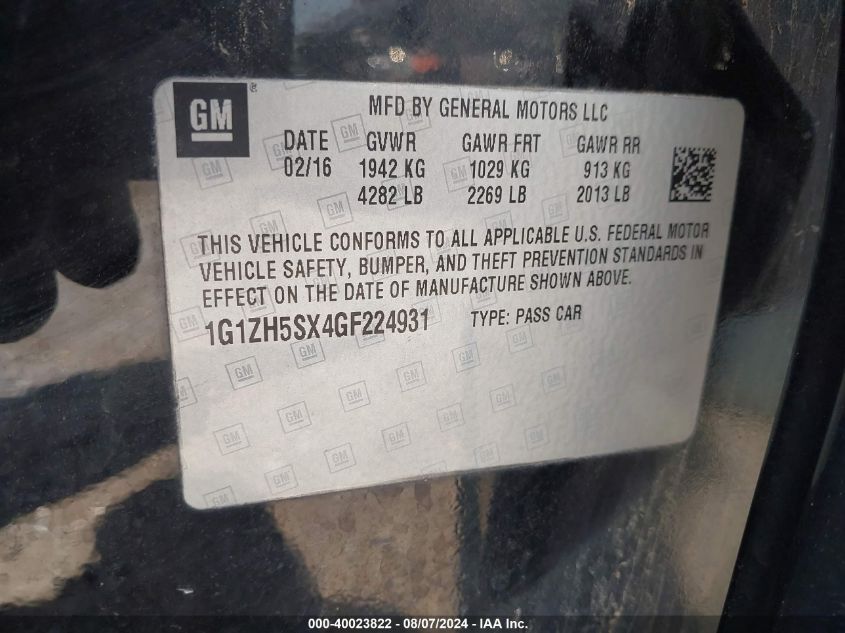 GM®
MFD BY GENERAL MOTORS LLC
DATE GVWR GAWR FRT GAWR RR
02/16 1942 KG 1029 KG 913 KG
4282 LB 2269 LB 2013 LB
THIS VEHICLE CONFORMS TO ALL APPLICABLE U.S. FEDERAL MOTOR
VEHICLE SAFETY, BUMPER, AND THEFT PREVENTION STANDARDS IN
EFFECT ON THE DATE OF MANUFACTURE SHOWN ABOVE.
1G1ZH5SX4GF224931 TYPE: PASS CAR
000-40023822 - 08/07/2024 - IAA Inc.